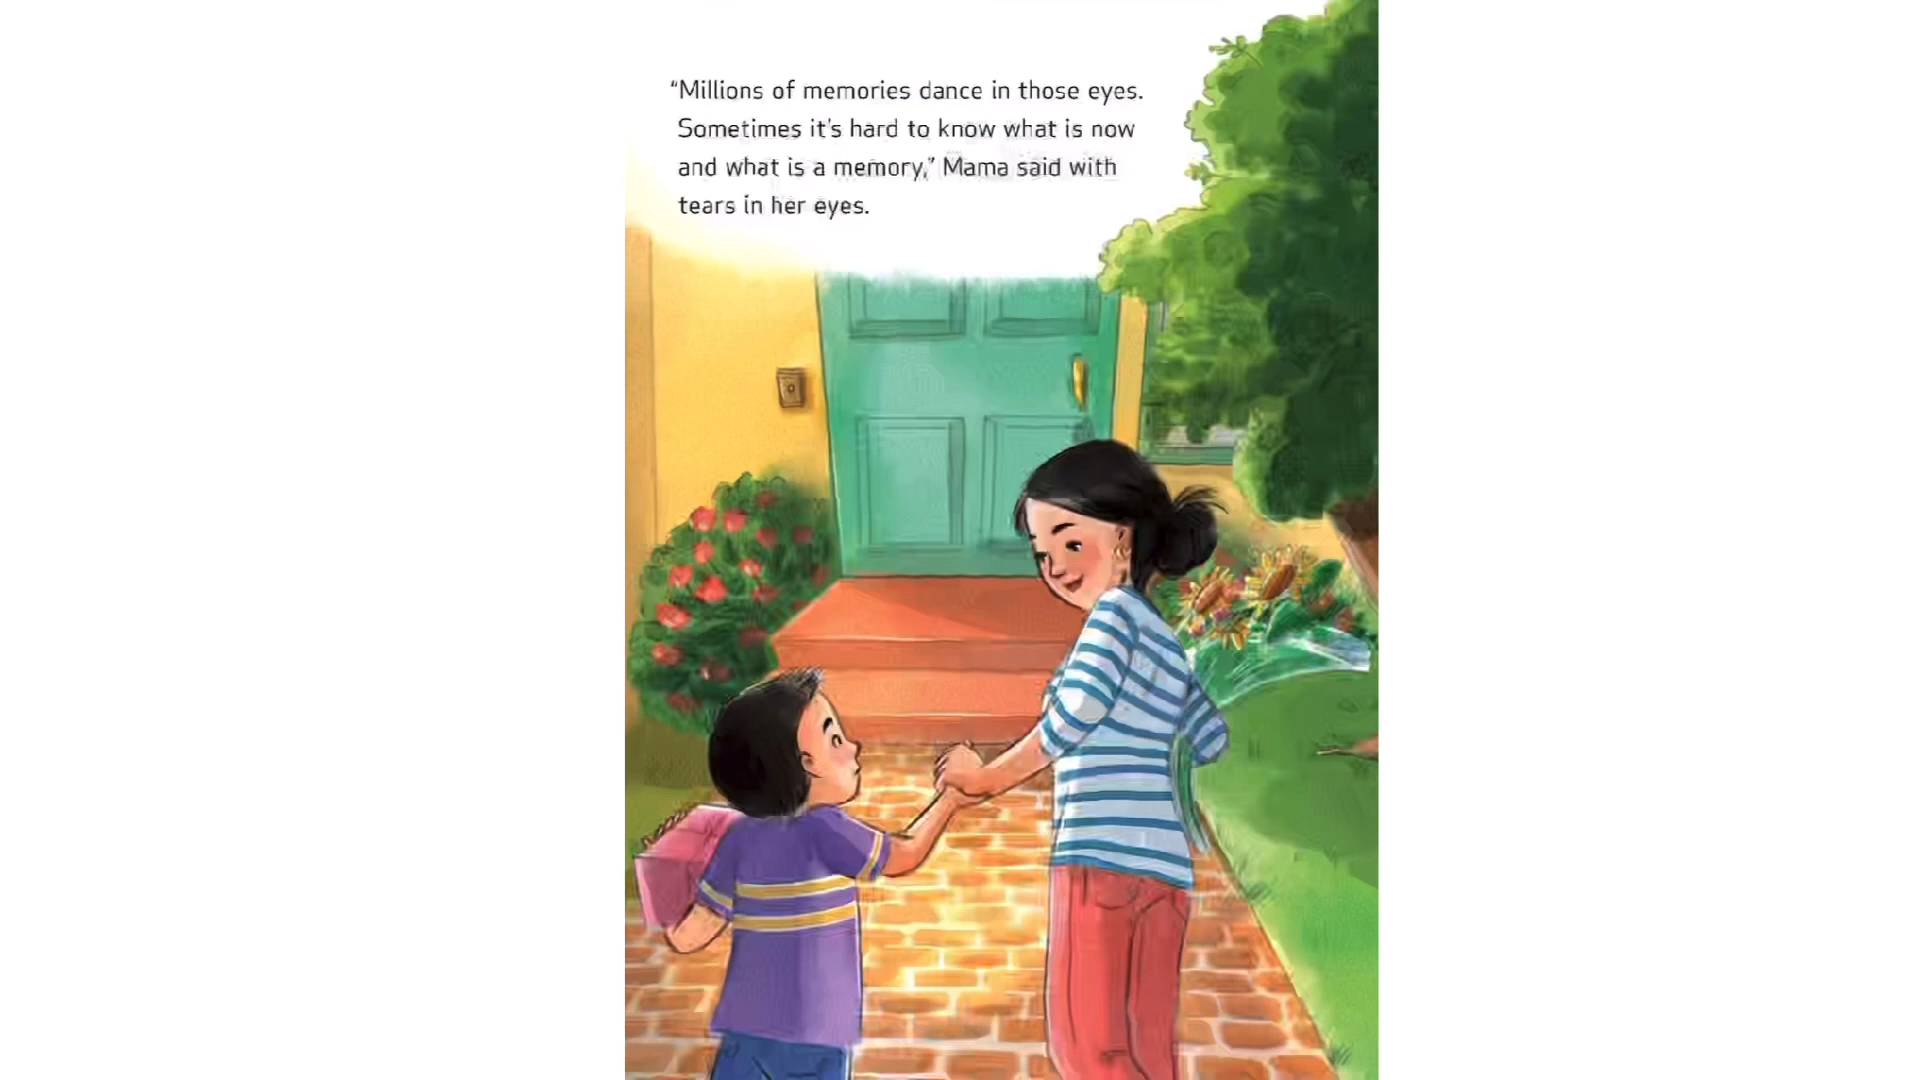 “Millions of memories dance in those eyes.
Sometimes it’s hard to know what is now
and what is a memory,” Mama said with
tears in her eyes.